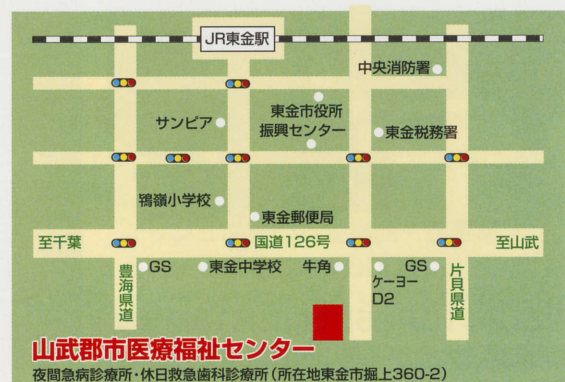 JR東金駅
中央消防署
東金市役所
振興センター
サンピア
東金税務署
鴇嶺小学校
東金郵便局
至千葉
国道126号
至山武
豊海県道
GS
東金中学校
牛角
ケーヨー
D2
GS
片貝県道
山武郡市医療福祉センター
夜間急病診療所・休日救急歯科診療所(所在地東金市掘上360-2)